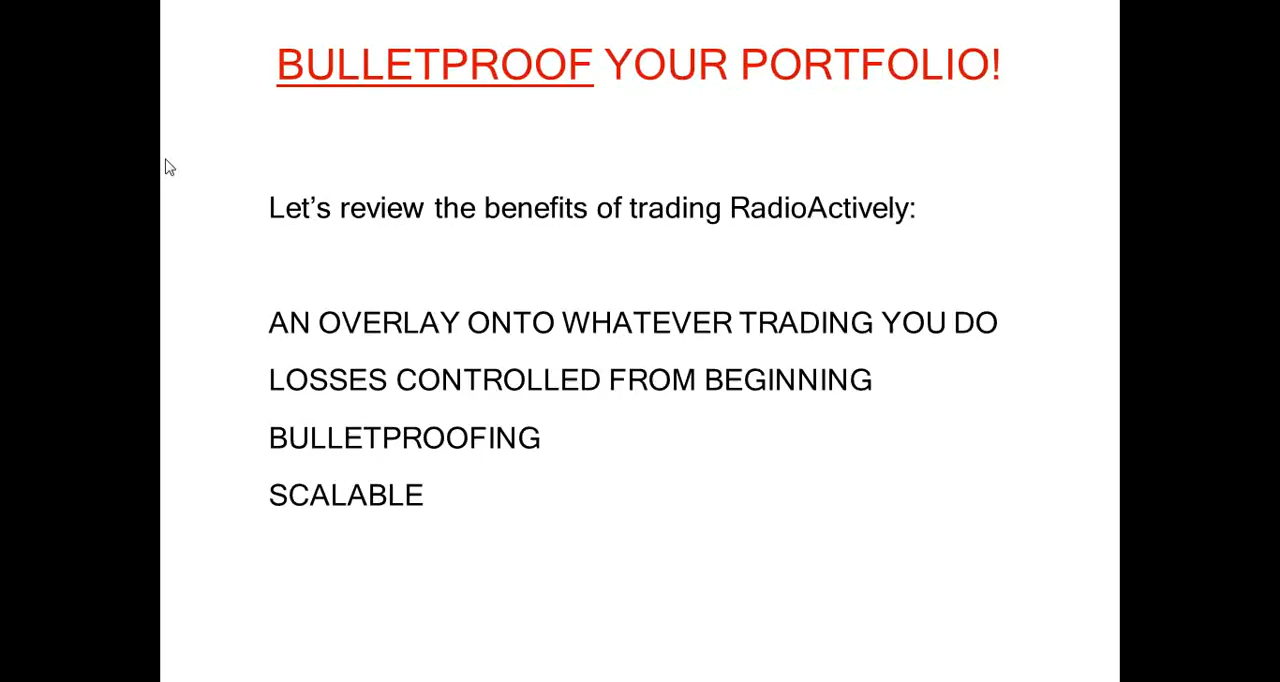 BULLETPROOF YOUR PORTFOLIO!
Let’s review the benefits of trading RadioActively:
AN OVERLAY ONTO WHATEVER TRADING YOU DO
LOSSES CONTROLLED FROM BEGINNING
BULLETPROOFING
SCALABLE